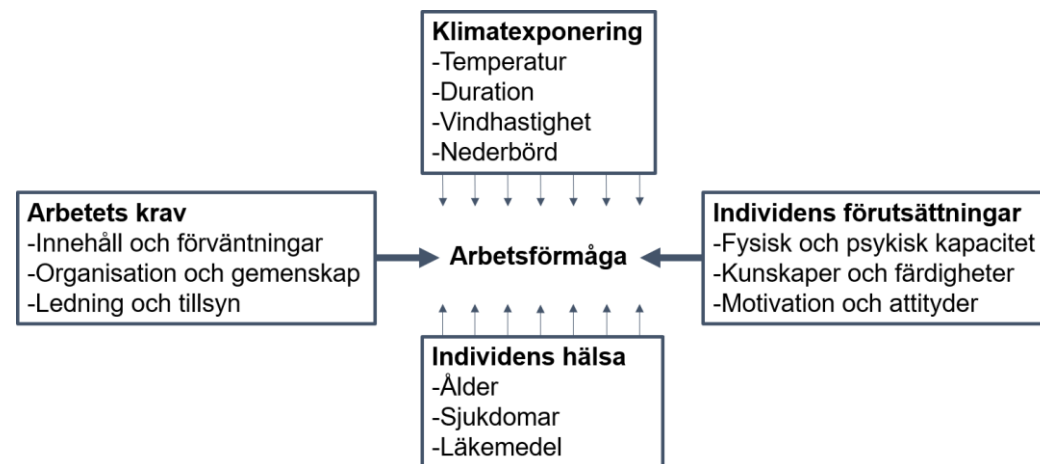 Klimatexponering
-Temperatur
-Duration
-Vindhastighet
-Nederbörd
Arbetets krav
-Innehåll och förväntningar
-Organisation och gemenskap
-Ledning och tillsyn
Arbetsförmåga
Individens förutsättningar
-Fysisk och psykisk kapacitet
-Kunskaper och färdigheter
-Motivation och attityder
Individens hälsa
-Ålder
-Sjukdomar
-Läkemedel